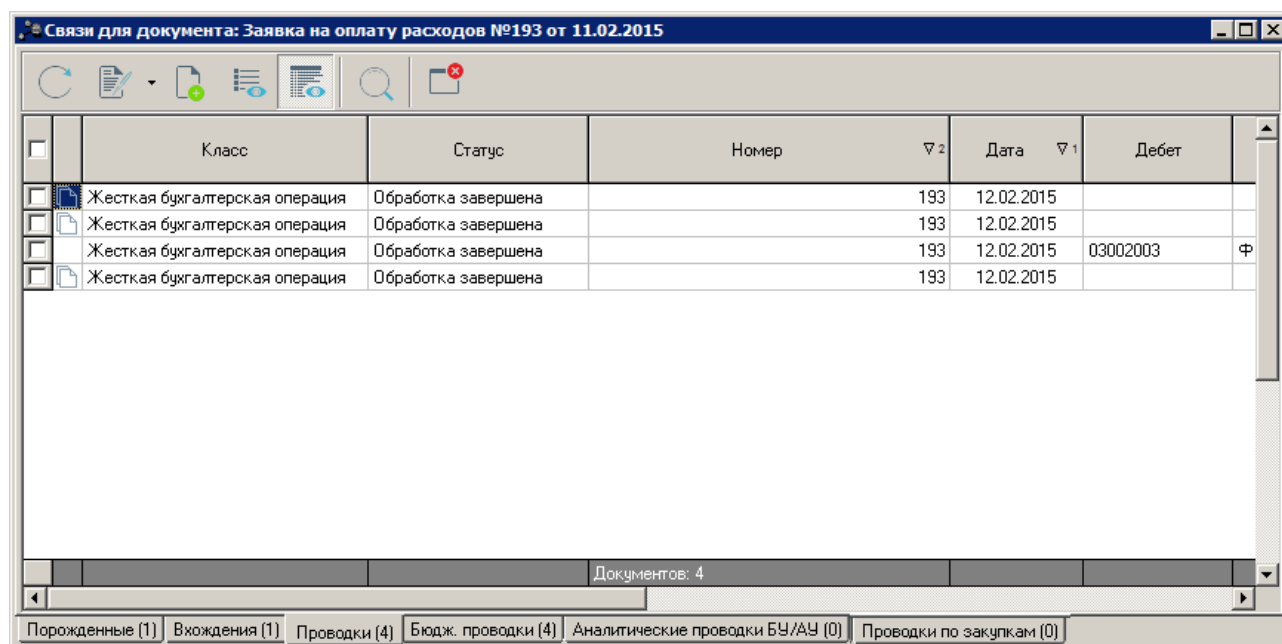 Связи для документа: Заявка на оплату расходов №193 от 11.02.2015
Класс Статус Номер 2 Дата 1 Дебет
Жесткая бухгалтерская операция Обработка завершена 193 12.02.2015
Жесткая бухгалтерская операция Обработка завершена 193 12.02.2015
Жесткая бухгалтерская операция Обработка завершена 193 12.02.2015 03002003 Ф
Жесткая бухгалтерская операция Обработка завершена 193 12.02.2015
Документов: 4
Порожденные (1) Вхождения (1) Проводки (4) Бюдж. проводки (4) Аналитические проводки БУ/АУ (0) Проводки по закупкам (0)